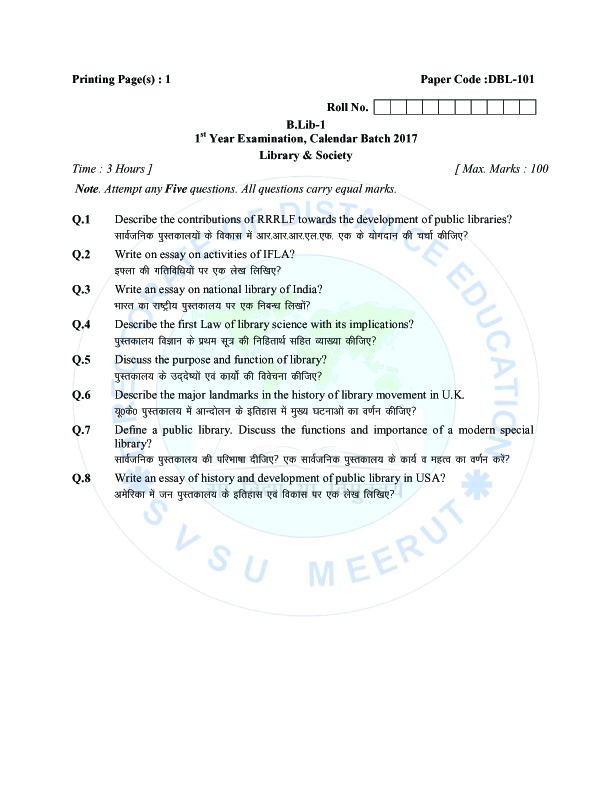 Printing Page(s) : 1 Paper Code :DBL-101
Roll No.
B.Lib-1
1st Year Examination, Calendar Batch 2017
Library & Society
Time : 3 Hours ] [ Max. Marks : 100
Note. Attempt any Five questions. All questions carry equal marks.
Q.1 Describe the contributions of RRRLF towards the development of public libraries?
सार्वजनिक पुस्तकालयों के विकास में आर.आर.आर.एल.एफ. एक के योगदान की चर्चा कीजिए?
Q.2 Write on essay on activities of IFLA?
इफ्ला की गतिविधियों पर एक लेख लिखिए?
Q.3 Write an essay on national library of India?
भारत का राष्ट्रीय पुस्तकालय पर एक निबन्ध लिखों?
Q.4 Describe the first Law of library science with its implications?
पुस्तकालय विज्ञान के प्रथम सूत्र की निहितार्थ सहित व्याख्या कीजिए?
Q.5 Discuss the purpose and function of library?
पुस्तकालय के उद्देष्यों एवं कार्यो की विवेचना कीजिए?
Q.6 Describe the major landmarks in the history of library movement in U.K.
यू0के0 पुस्तकालय में आन्दोलन के इतिहास में मुख्य घटनाओं का वर्णन कीजिए?
Q.7 Define a public library. Discuss the functions and importance of a modern special
library?
सार्वजनिक पुस्तकालय की परिभाषा दीजिए? एक सार्वजनिक पुस्तकालय के कार्य व महत्व का वर्णन करें?
Q.8 Write an essay of history and development of public library in USA?
अमेरिका में जन पुस्तकालय के इतिहास एवं विकास पर एक लेख लिखिए?
DIRECTORATE OF DISTANCE EDUCATION
SVSU MEERUT